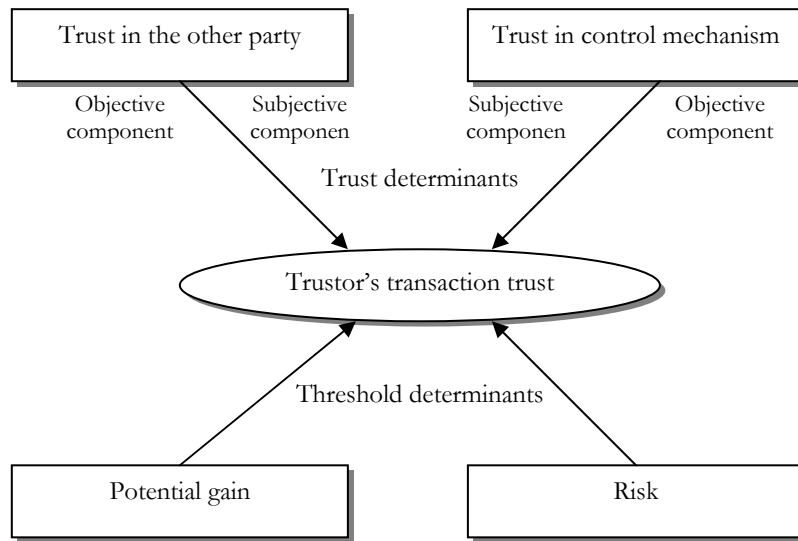 Trust in the other party
Trust in control mechanism
Objective
component
Subjective
componen
Subjective
componen
Objective
component
Trust determinants
Trustor’s transaction trust
Threshold determinants
Potential gain
Risk